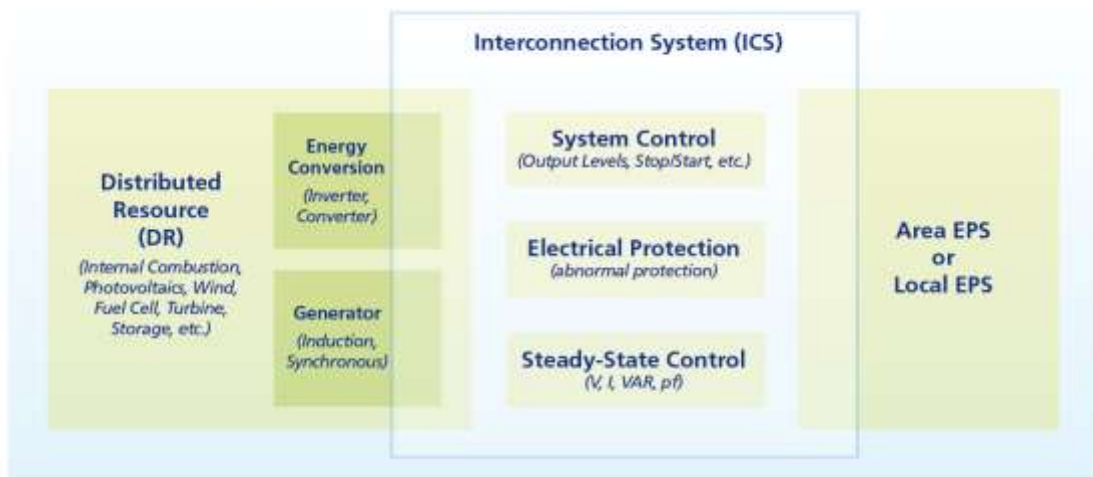 Interconnection System (ICS)
Distributed
Resource
(DR)
(Internal Combustion,
Photovoltaics, Wind,
Fuel Cell, Turbine,
Storage, etc.)
Energy
Conversion
(Inverter,
Converter)
Generator
(Induction,
Synchronous)
System Control
(Output Levels, Stop/Start, etc.)
Electrical Protection
(abnormal protection)
Steady-State Control
(V, I, VAR, pf)
Area EPS
or
Local EPS